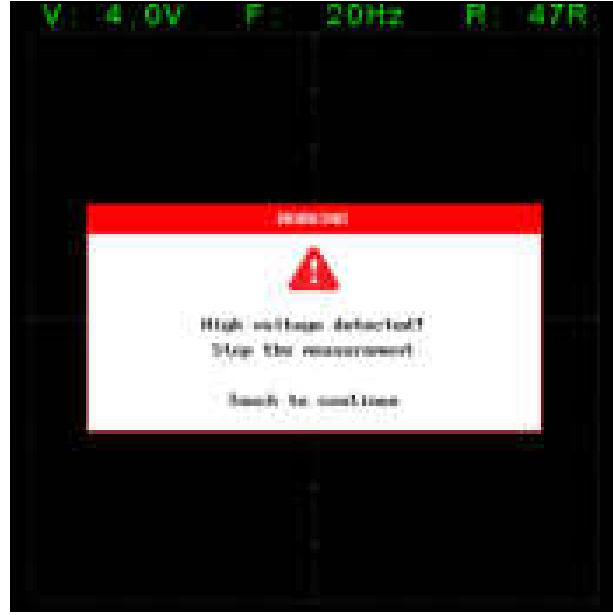 V: 4.0V F: 20Hz R: 47R
High voltage detected!
Stop the measurement
Touch to continue